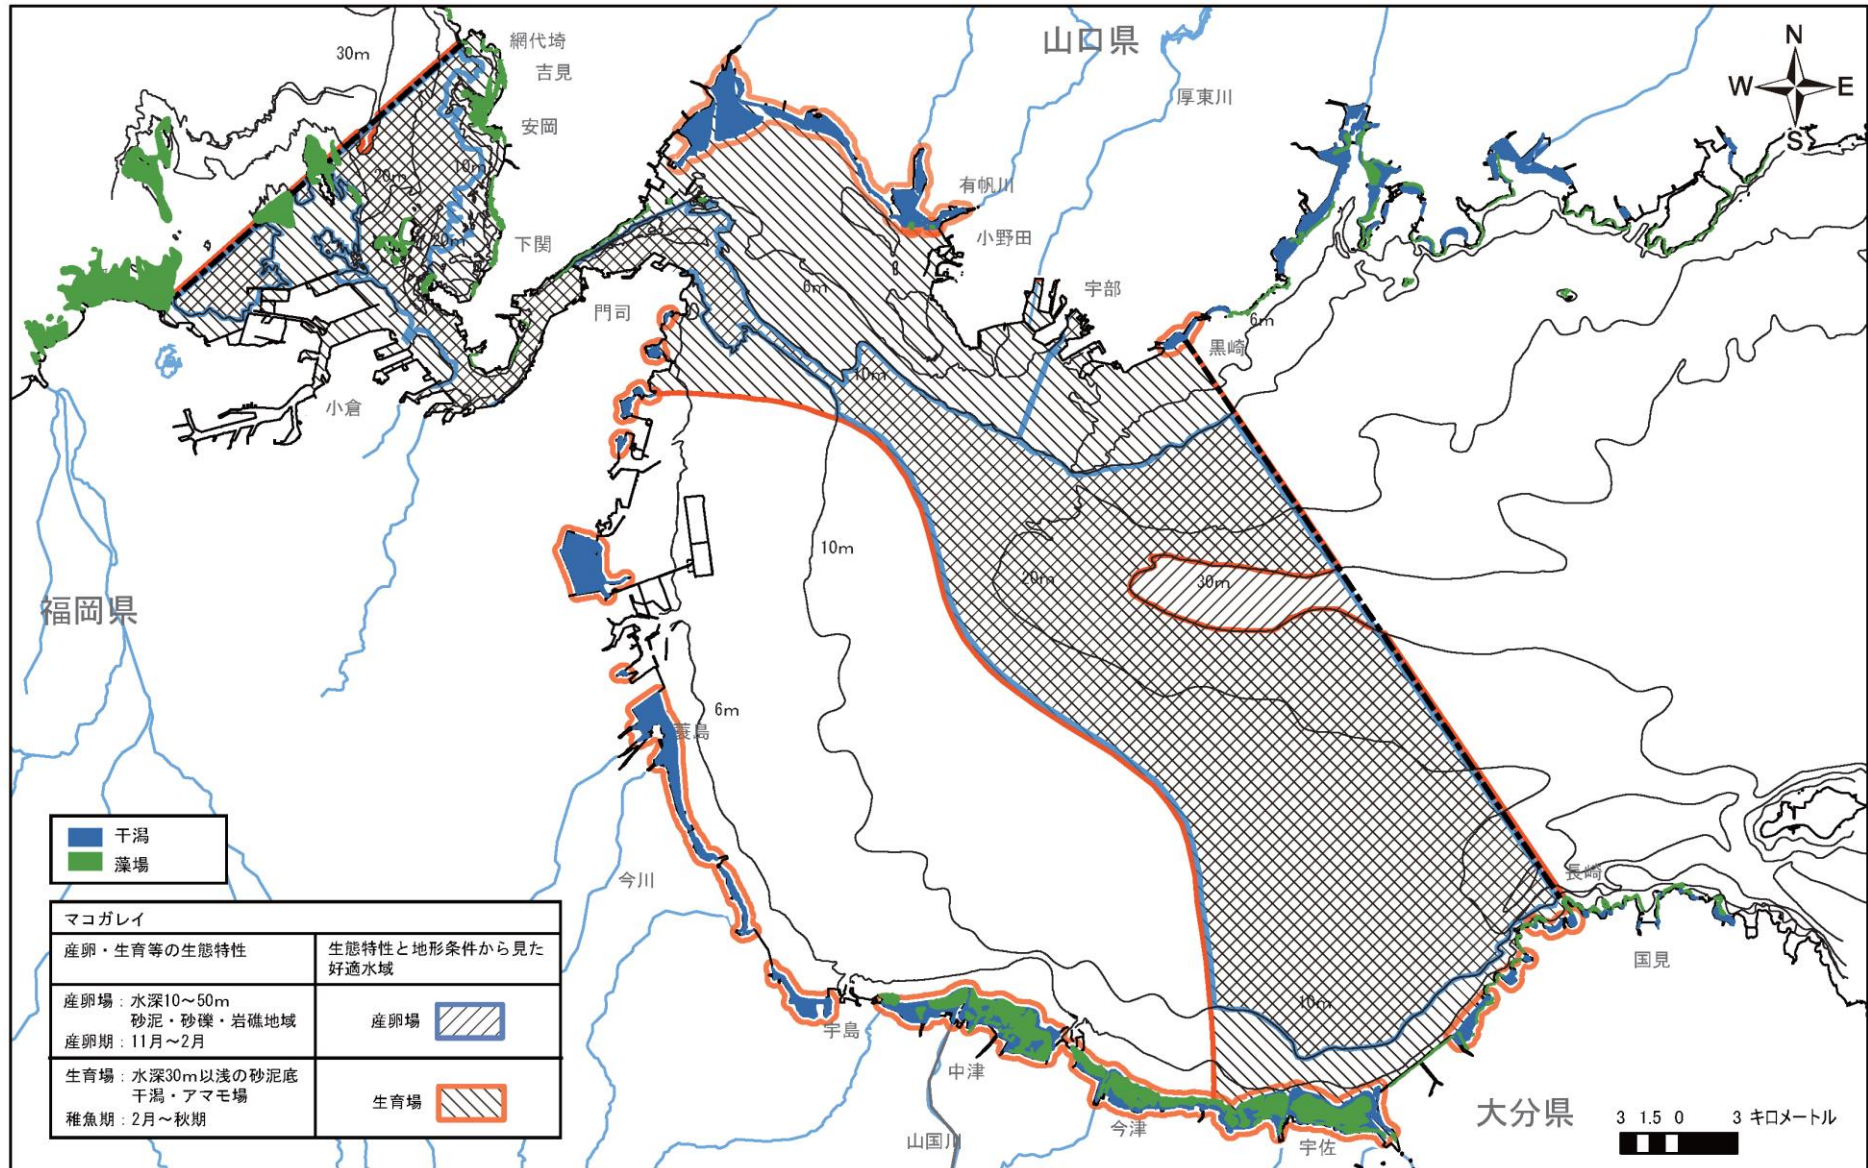 網代埼
吉見
安岡
下関
30m
20m
10m
20m
山口県
厚東川
有帆川
小野田
宇部
黒崎
6m
6m
N
W
E
S
門司
小倉
福岡県
10m
10m
20m
30m
6m
蓑島
今川
宇島
中津
山国川
今津
宇佐
10m
長崎
国見
大分県
干潟
藻場
マコガレイ
産卵・生育等の生態特性
生態特性と地形条件から見た
好適水域
産卵場：水深10～50m
砂泥・砂礫・岩礁地域
産卵期：11月～2月
産卵場
生育場：水深30m以浅の砂泥底
干潟・アマモ場
稚魚期：2月～秋期
生育場
3 1.5 0 3 キロメートル